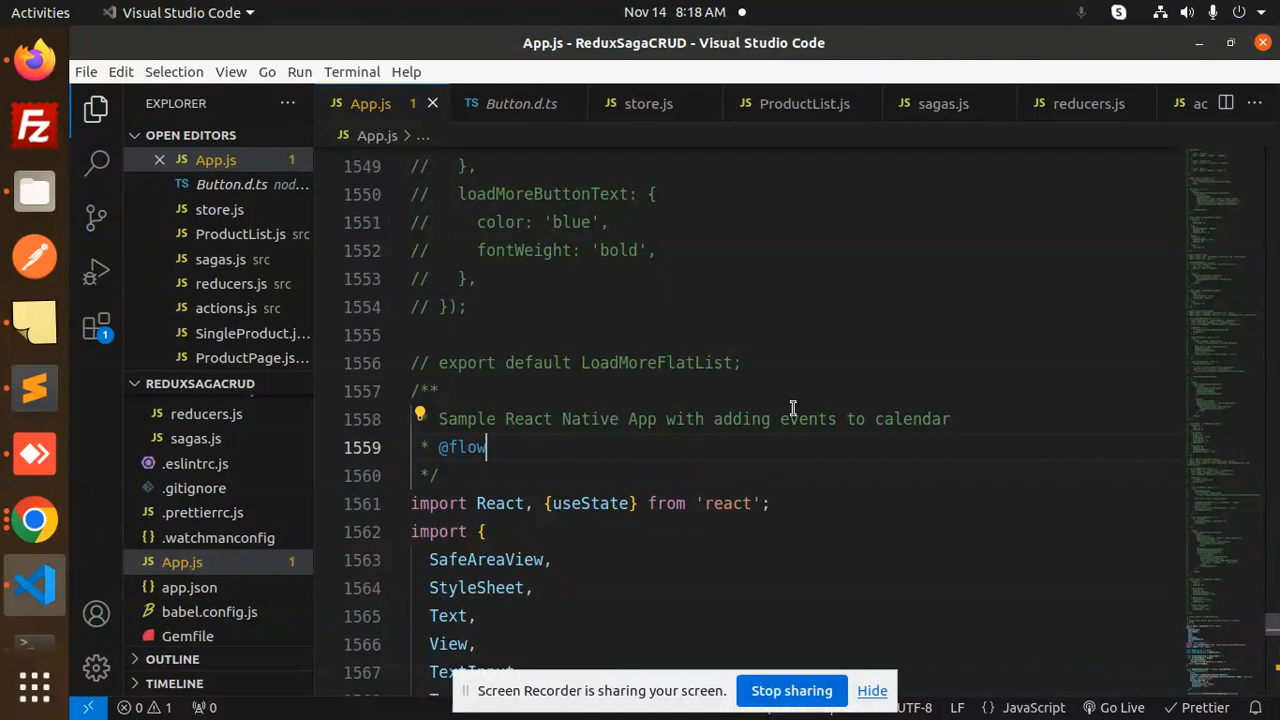 Activities
Visual Studio Code
Nov 14 8:18 AM
App.js - ReduxSagaCRUD - Visual Studio Code
File Edit Selection View Go Run Terminal Help
EXPLORER
OPEN EDITORS
App.js 1
Button.d.ts nod...
store.js
ProductList.js src
sagas.js src
reducers.js src
actions.js src
SingleProduct.j...
ProductPage.js...
REDUXSAGACRUD
reducers.js
sagas.js
.eslintrc.js
.gitignore
.prettierrc.js
.watchmanconfig
App.js 1
app.json
babel.config.js
Gemfile
OUTLINE
TIMELINE
App.js 1 Button.d.ts store.js ProductList.js sagas.js reducers.js ac
App.js > ...
1549 // },
1550 // loadMoreButtonText: {
1551 // color: 'blue',
1552 // fontWeight: 'bold',
1553 // },
1554 // });
1555
1556 // export default LoadMoreFlatList;
1557 /**
1558 * Sample React Native App with adding events to calendar
1559 * @flow
1560 */
1561 import React, {useState} from 'react';
1562 import {
1563 SafeAreaView,
1564 StyleSheet,
1565 Text,
1566 View,
1567 TextInput
Screen Recorder is sharing your screen. Stop sharing Hide
0 1 0 UTF-8 LF {} JavaScript Go Live Prettier